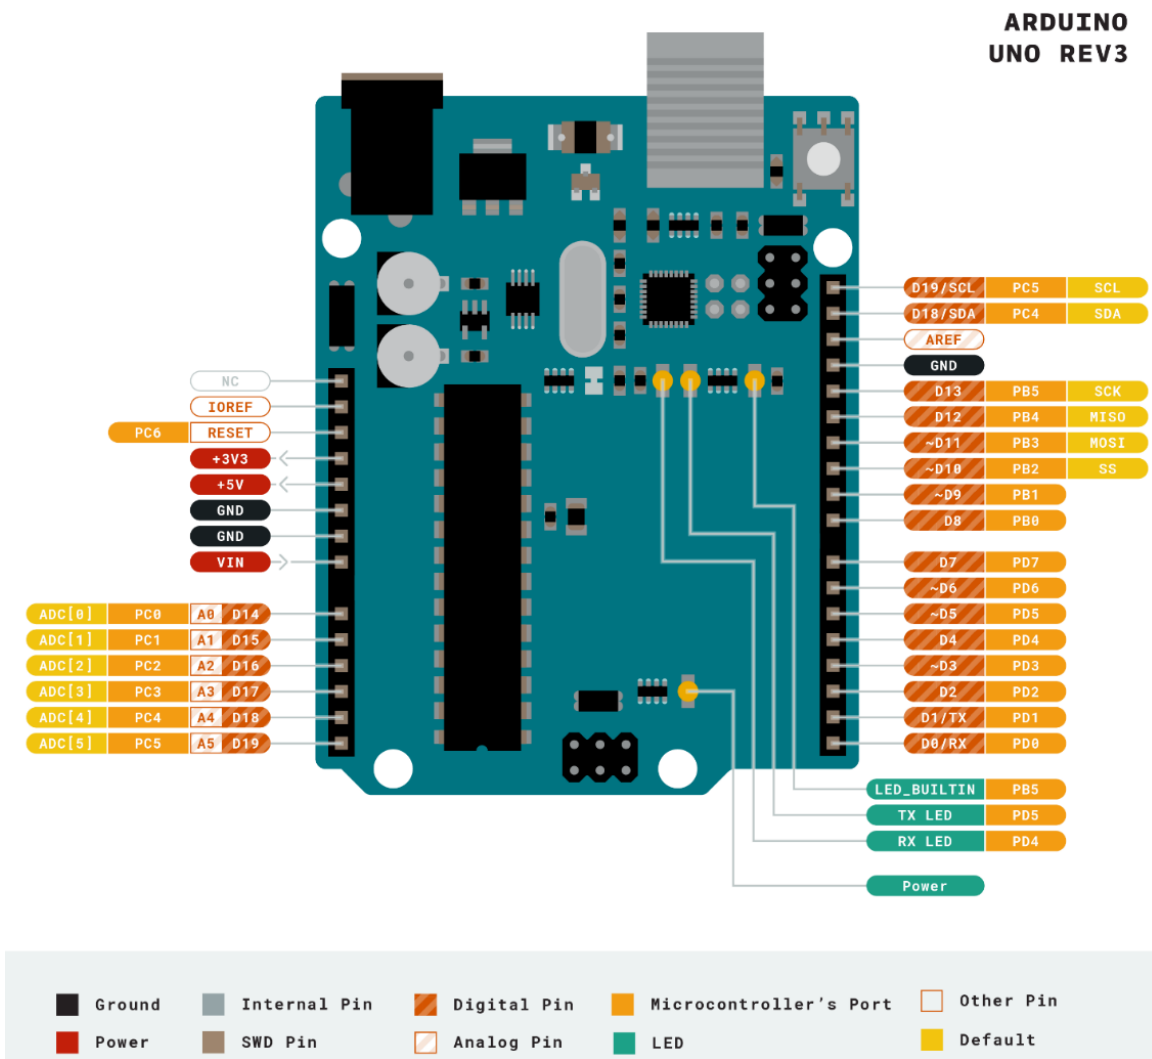 ARDUINO
UNO REV3
D19/SCL PC5 SCL
D18/SDA PC4 SDA
AREF
GND
NC
D13 PB5 SCK
IOREF
D12 PB4 MISO
PC6 RESET
~D11 PB3 MOSI
+3V3
~D10 PB2 SS
+5V
~D9 PB1
GND
D8 PB0
GND
VIN
D7 PD7
~D6 PD6
ADC[0] PC0 A0 D14
~D5 PD5
ADC[1] PC1 A1 D15
D4 PD4
ADC[2] PC2 A2 D16
~D3 PD3
ADC[3] PC3 A3 D17
D2 PD2
ADC[4] PC4 A4 D18
D1/TX PD1
ADC[5] PC5 A5 D19
D0/RX PD0
LED_BUILTIN PB5
TX LED PD5
RX LED PD4
Power
Ground Internal Pin Digital Pin Microcontroller's Port Other Pin
Power SWD Pin Analog Pin LED Default